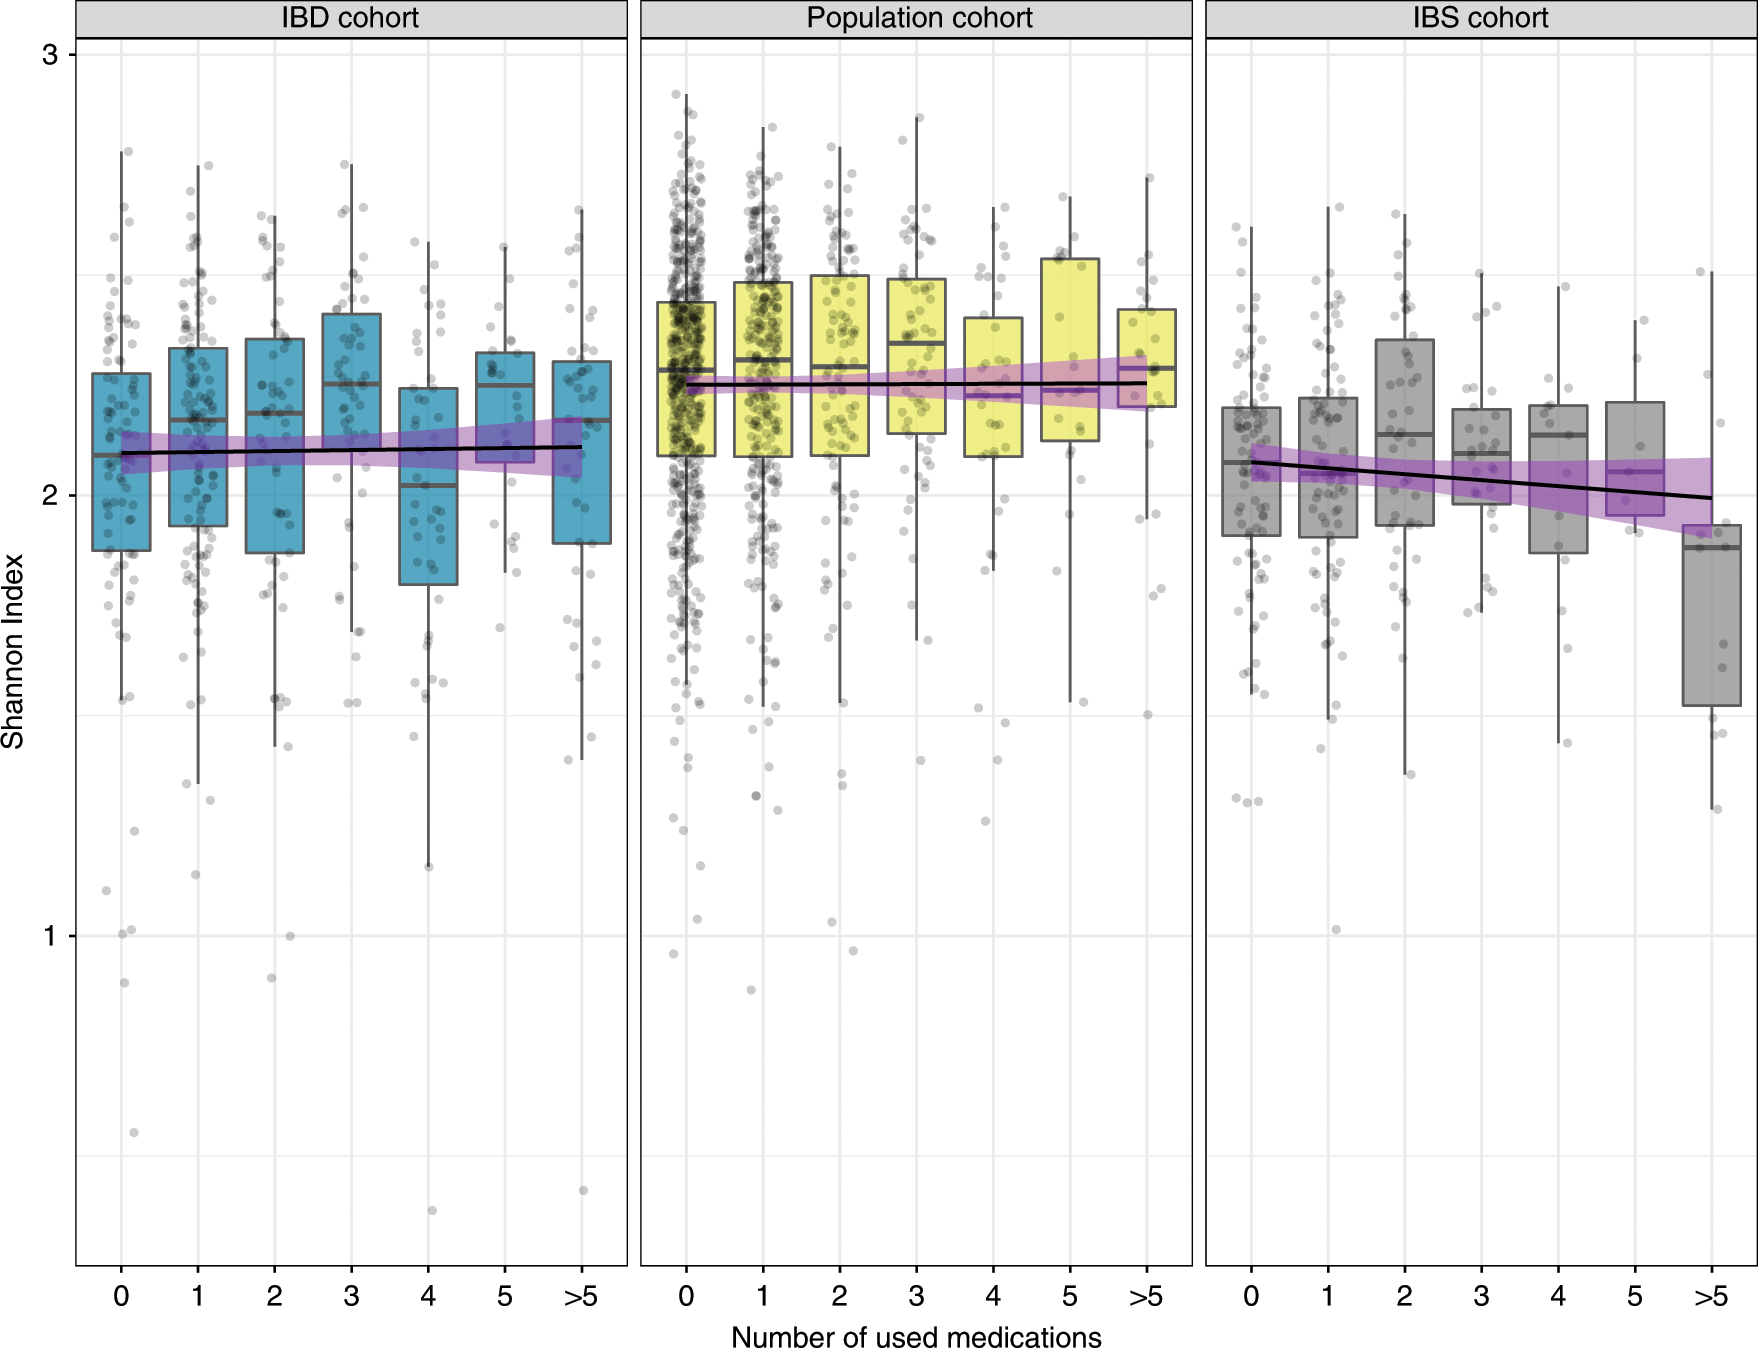 IBD cohort Population cohort IBS cohort
3
2
1
Shannon Index
0 1 2 3 4 5 >5 0 1 2 3 4 5 >5 0 1 2 3 4 5 >5
Number of used medications